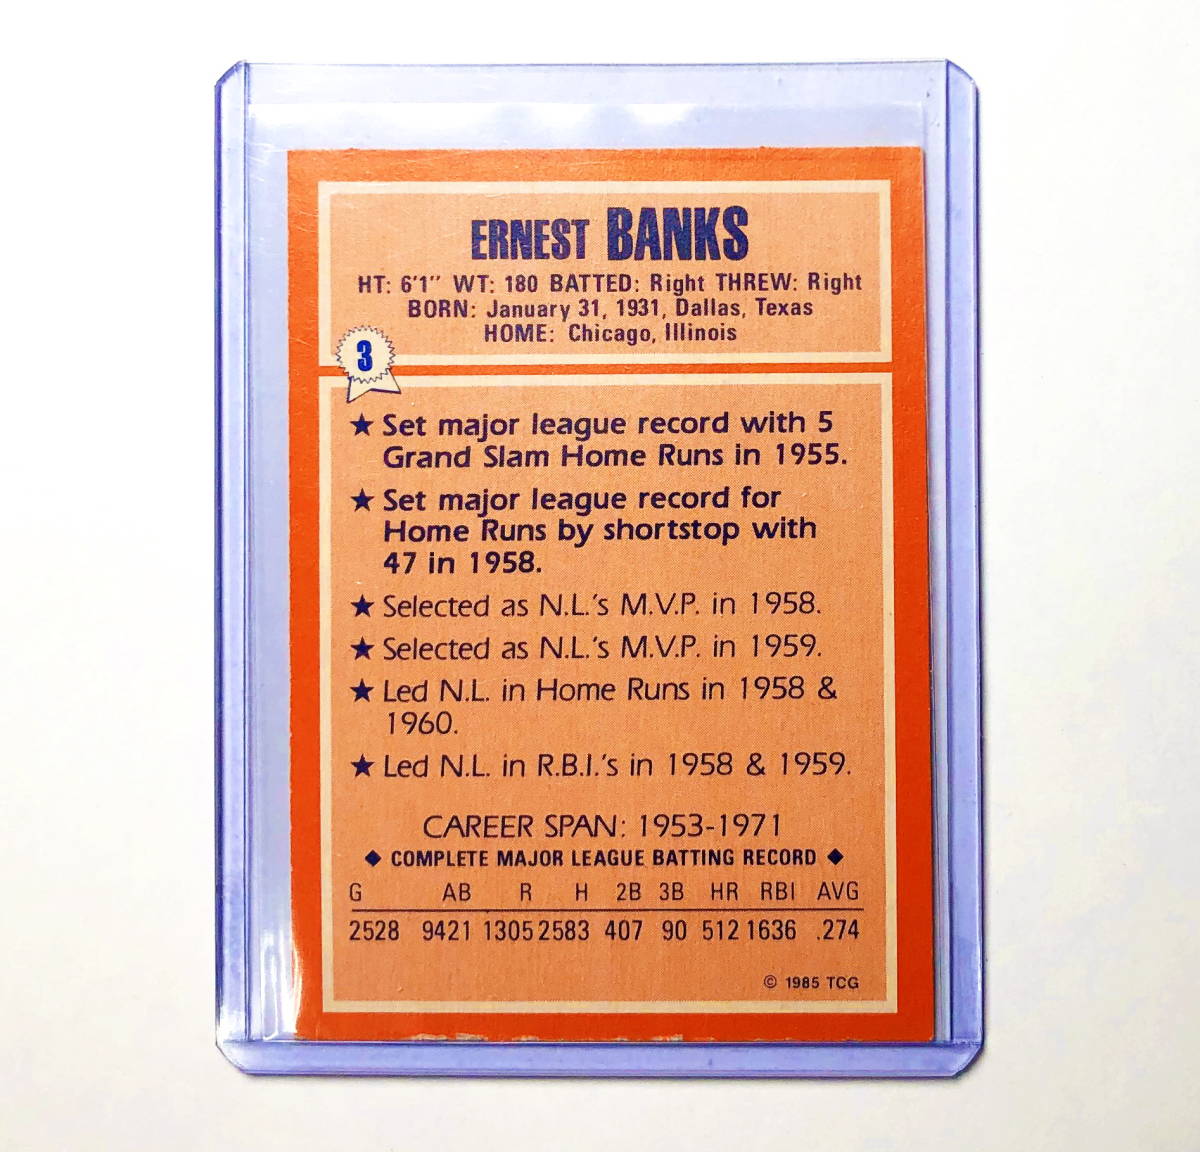 ERNEST BANKS
HT: 6'1" WT: 180 BATTED: Right THREW: Right
BORN: January 31, 1931, Dallas, Texas
HOME: Chicago, Illinois
3
★ Set major league record with 5
Grand Slam Home Runs in 1955.
★ Set major league record for
Home Runs by shortstop with
47 in 1958.
★ Selected as N.L.'s M.V.P. in 1958.
★ Selected as N.L.'s M.V.P. in 1959.
★ Led N.L. in Home Runs in 1958 &
1960.
★ Led N.L. in R.B.I.'s in 1958 & 1959.
CAREER SPAN: 1953-1971
◆ COMPLETE MAJOR LEAGUE BATTING RECORD ◆
G AB R H 2B 3B HR RBI AVG
2528 9421 1305 2583 407 90 512 1636 .274
© 1985 TCG